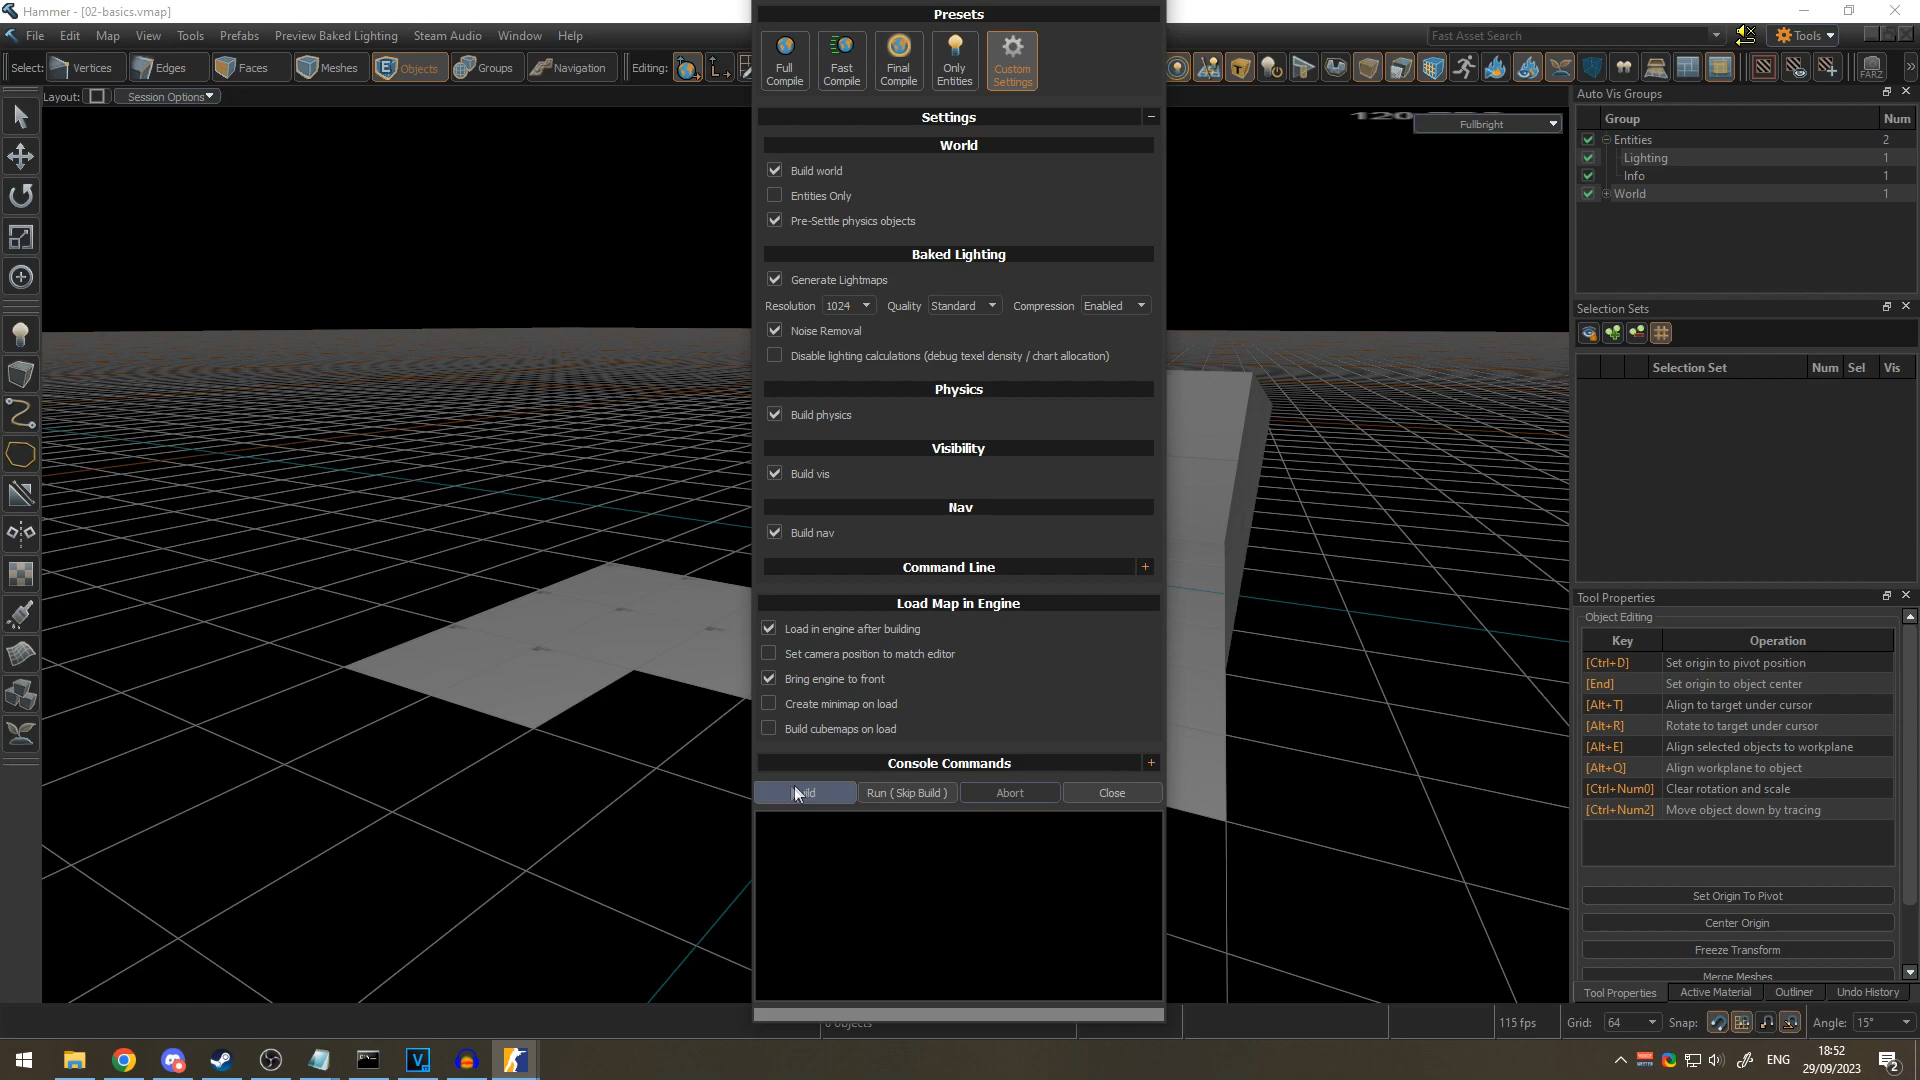 Hammer - [02-basics.vmap]
File Edit Map View Tools Prefabs Preview Baked Lighting Steam Audio Window Help
Fast Asset Search
Tools
Select: Vertices Edges Faces Meshes Objects Groups Navigation Editing:
FARZ
Layout: Session Options
Fullbright
Presets
Full Compile
Fast Compile
Final Compile
Only Entities
Custom Settings
Settings
World
Build world
Entities Only
Pre-Settle physics objects
Baked Lighting
Generate Lightmaps
Resolution 1024 Quality Standard Compression Enabled
Noise Removal
Disable lighting calculations (debug texel density / chart allocation)
Physics
Build physics
Visibility
Build vis
Nav
Build nav
Command Line
Load Map in Engine
Load in engine after building
Set camera position to match editor
Bring engine to front
Create minimap on load
Build cubemaps on load
Console Commands
Run ( Skip Build ) Abort Close
Auto Vis Groups
Group Num
Entities 2
Lighting 1
Info 1
World 1
Selection Sets
Selection Set Num Sel Vis
Tool Properties
Object Editing
Key Operation
[Ctrl+D] Set origin to pivot position
[End] Set origin to object center
[Alt+T] Align to target under cursor
[Alt+R] Rotate to target under cursor
[Alt+E] Align selected objects to workplane
[Alt+Q] Align workplane to object
[Ctrl+Num0] Clear rotation and scale
[Ctrl+Num2] Move object down by tracing
Set Origin To Pivot
Center Origin
Freeze Transform
Merge Meshes
Tool Properties Active Material Outliner Undo History
0 objects 115 fps Grid: 64 Snap: Angle: 15°
ENG 18:52
29/09/2023
2